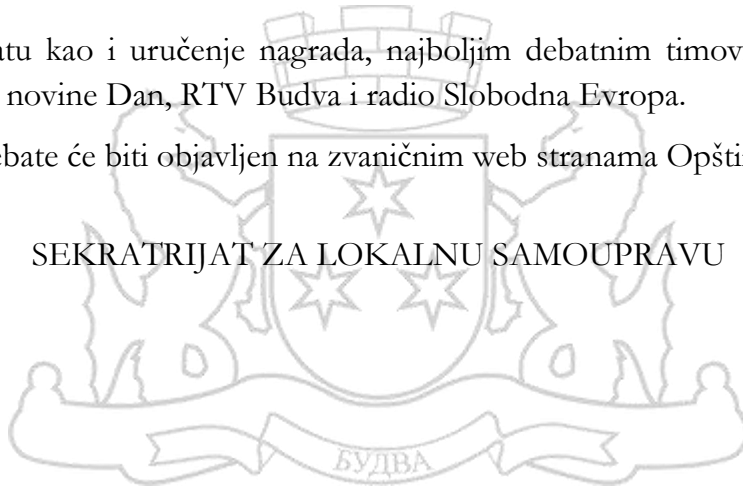 atu kao i uručenje nagrada, najboljim debatnim timov
novine Dan, RTV Budva i radio Slobodna Evropa.
ebate će biti objavljen na zvaničnim web stranama Opštin
SEKRATRIJAT ZA LOKALNU SAMOUPRAVU
БУДВА